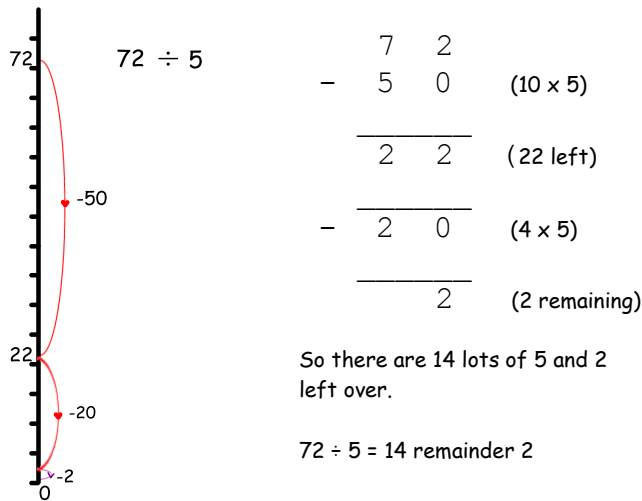 72
72 ÷ 5
7 2
- 5 0 (10 x 5)
2 2 (22 left)
-50
- 2 0 (4 x 5)
2 (2 remaining)
22
So there are 14 lots of 5 and 2
left over.
-20
72 ÷ 5 = 14 remainder 2
-2
0